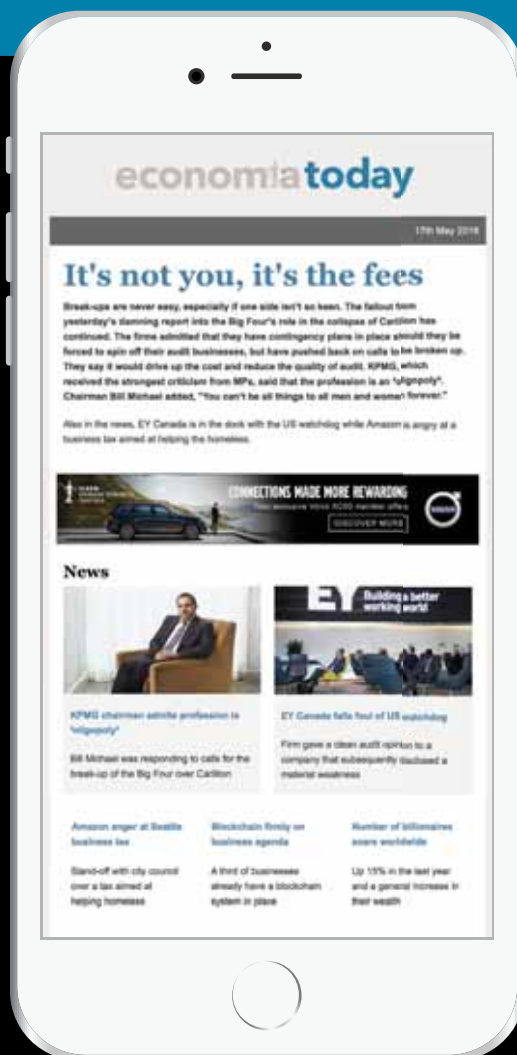 economia today
17th May 2018
It's not you, it's the fees
Break-ups are never easy, especially if one side isn't so keen. The fallout from
yesterday's damning report into the Big Four's role in the collapse of Carillion has
continued. The firms admitted that they have contingency plans in place should they be
forced to spin off their audit businesses, but have pushed back on calls to be broken up.
They say it would drive up the cost and reduce the quality of audit. KPMG, which
received the strongest criticism from MPs, said that the profession is an "oligopoly".
Chairman Bill Michael added, "You can't be all things to all men and women forever."
Also in the news, EY Canada is in the dock with the US watchdog while Amazon is angry at a
business tax aimed at helping the homeless.
CONNECTIONS MADE MORE REWARDING
DISCOVER MORE
VOLVO
News
EY Building a better
working world
KPMG chairman admits profession is
"oligopoly"
Bill Michael was responding to calls for the
break-up of the Big Four over Carillion
EY Canada falls foul of US watchdog
Firm gave a clean audit opinion to a
company that subsequently disclosed a
material weakness
Amazon anger at Seattle
business tax
Stand-off with city council
over a tax aimed at
helping homeless
Blockchain firmly on
business agenda
A third of businesses
already have a blockchain
system in place
Number of billionaires
soars worldwide
Up 15% in the last year
and a general increase in
their wealth